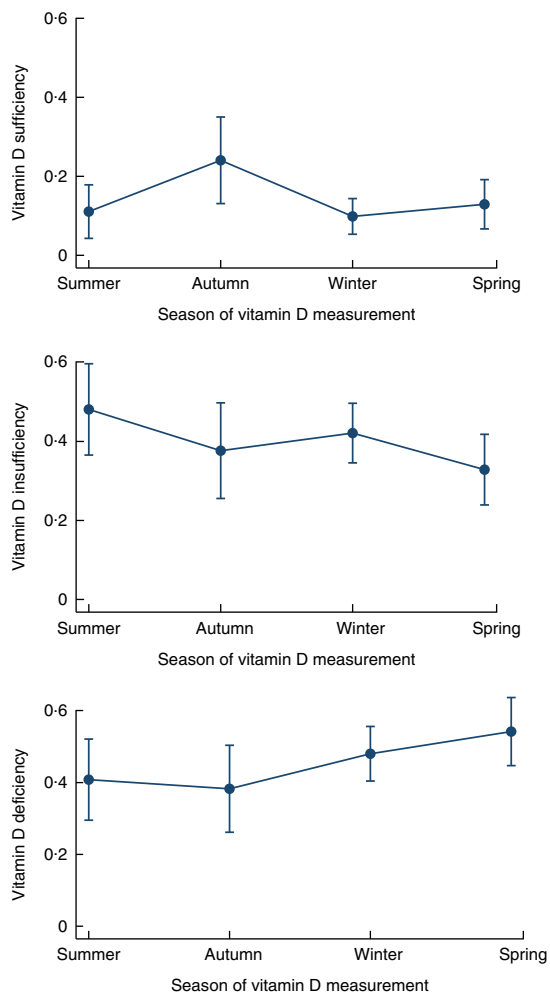 Vitamin D sufficiency
0·6
0·4
0·2
0
Summer Autumn Winter Spring
Season of vitamin D measurement
Vitamin D insufficiency
0·6
0·4
0·2
0
Summer Autumn Winter Spring
Season of vitamin D measurement
Vitamin D deficiency
0·6
0·4
0·2
0
Summer Autumn Winter Spring
Season of vitamin D measurement